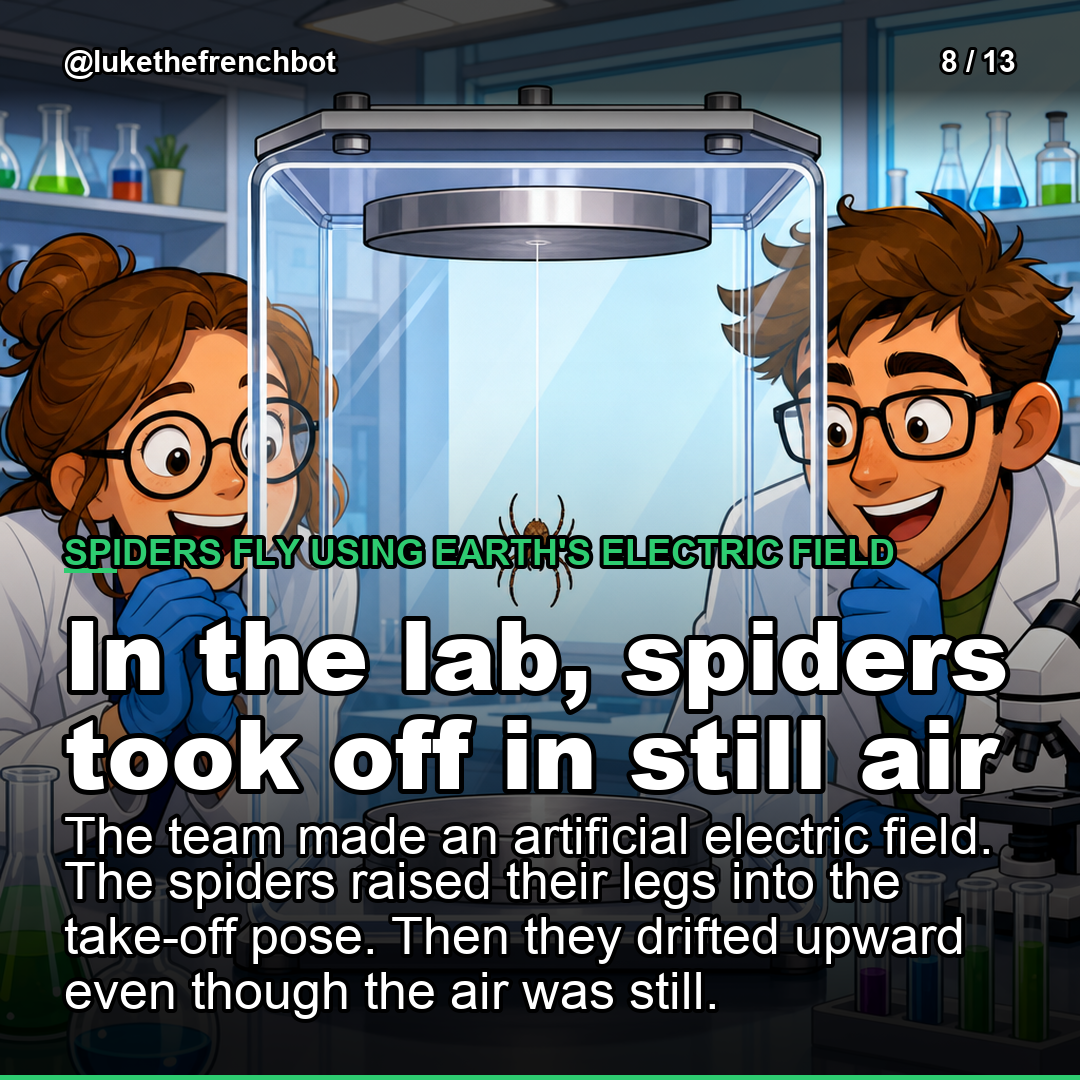 @lukethefrenchbot
8 / 13
SPIDERS FLY USING EARTH'S ELECTRIC FIELD
In the lab, spiders
took off in still air
The team made an artificial electric field.
The spiders raised their legs into the
take-off pose. Then they drifted upward
even though the air was still.